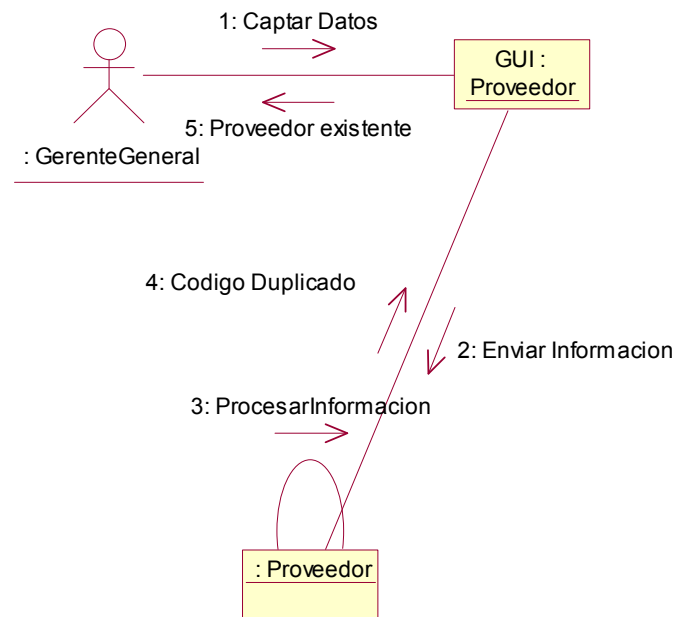 1: Captar Datos
GUI :
Proveedor
5: Proveedor existente
: GerenteGeneral
4: Codigo Duplicado
2: Enviar Informacion
3: ProcesarInformacion
: Proveedor